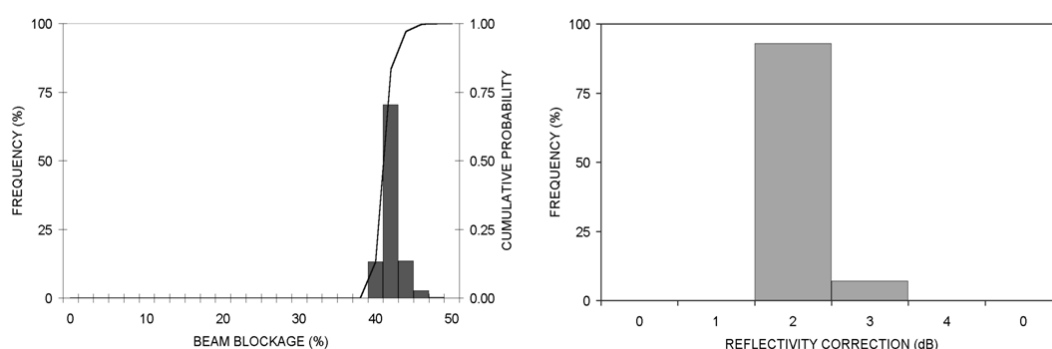 100
75
50
25
0
FREQUENCY (%)
1.00
0.75
0.50
0.25
0.00
CUMULATIVE PROBABILITY
0 10 20 30 40 50
BEAM BLOCKAGE (%)
100
75
50
25
0
FREQUENCY (%)
0 1 2 3 4 0
REFLECTIVITY CORRECTION (dB)